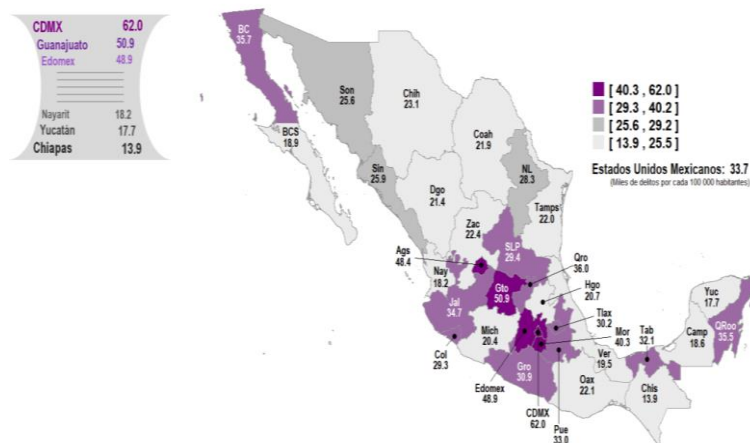 CDMX 62.0
Guanajuato 50.9
Edomex 48.9
Nayarit 18.2
Yucatán 17.7
Chiapas 13.9
BC
35.7
Son
25.6
Chih
23.1
BCS
18.9
Coah
21.9
Sin
25.9
NL
28.3
Dgo
21.4
Tamps
22.0
Zac
22.4
SLP
29.4
Ags
48.4
Nay
18.2
Gto
50.9
Qro
36.0
Hgo
20.7
Jal
34.7
Mich
20.4
Tlax
30.2
Mor
40.3
Tab
32.1
Yuc
17.7
QRoo
35.5
Camp
18.6
Col
29.3
Gro
30.9
Ver
19.5
Edomex
48.9
CDMX
62.0
Pue
33.0
Oax
22.1
Chis
13.9
[ 40.3 , 62.0 ]
[ 29.3 , 40.2 ]
[ 25.6 , 29.2 ]
[ 13.9 , 25.5 ]
Estados Unidos Mexicanos: 33.7
(Miles de delitos por cada 100 000 habitantes)